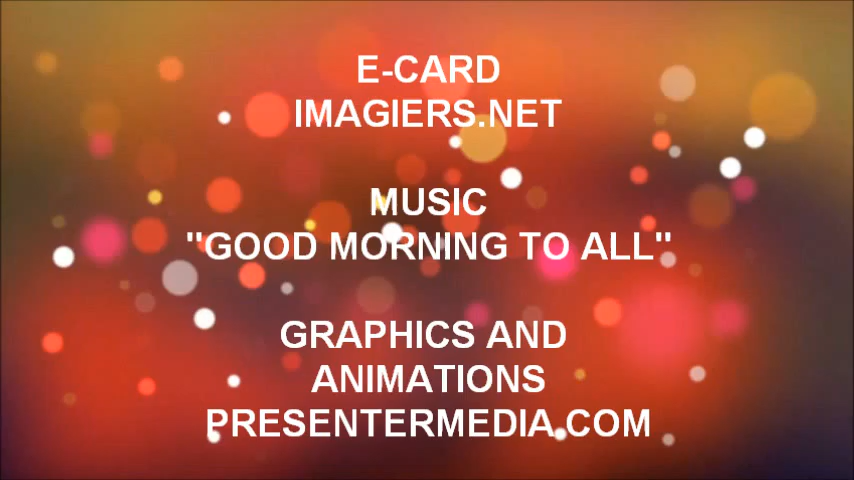 E-CARD
IMAGIERS.NET
MUSIC
"GOOD MORNING TO ALL"
GRAPHICS AND
ANIMATIONS
PRESENTERMEDIA.COM